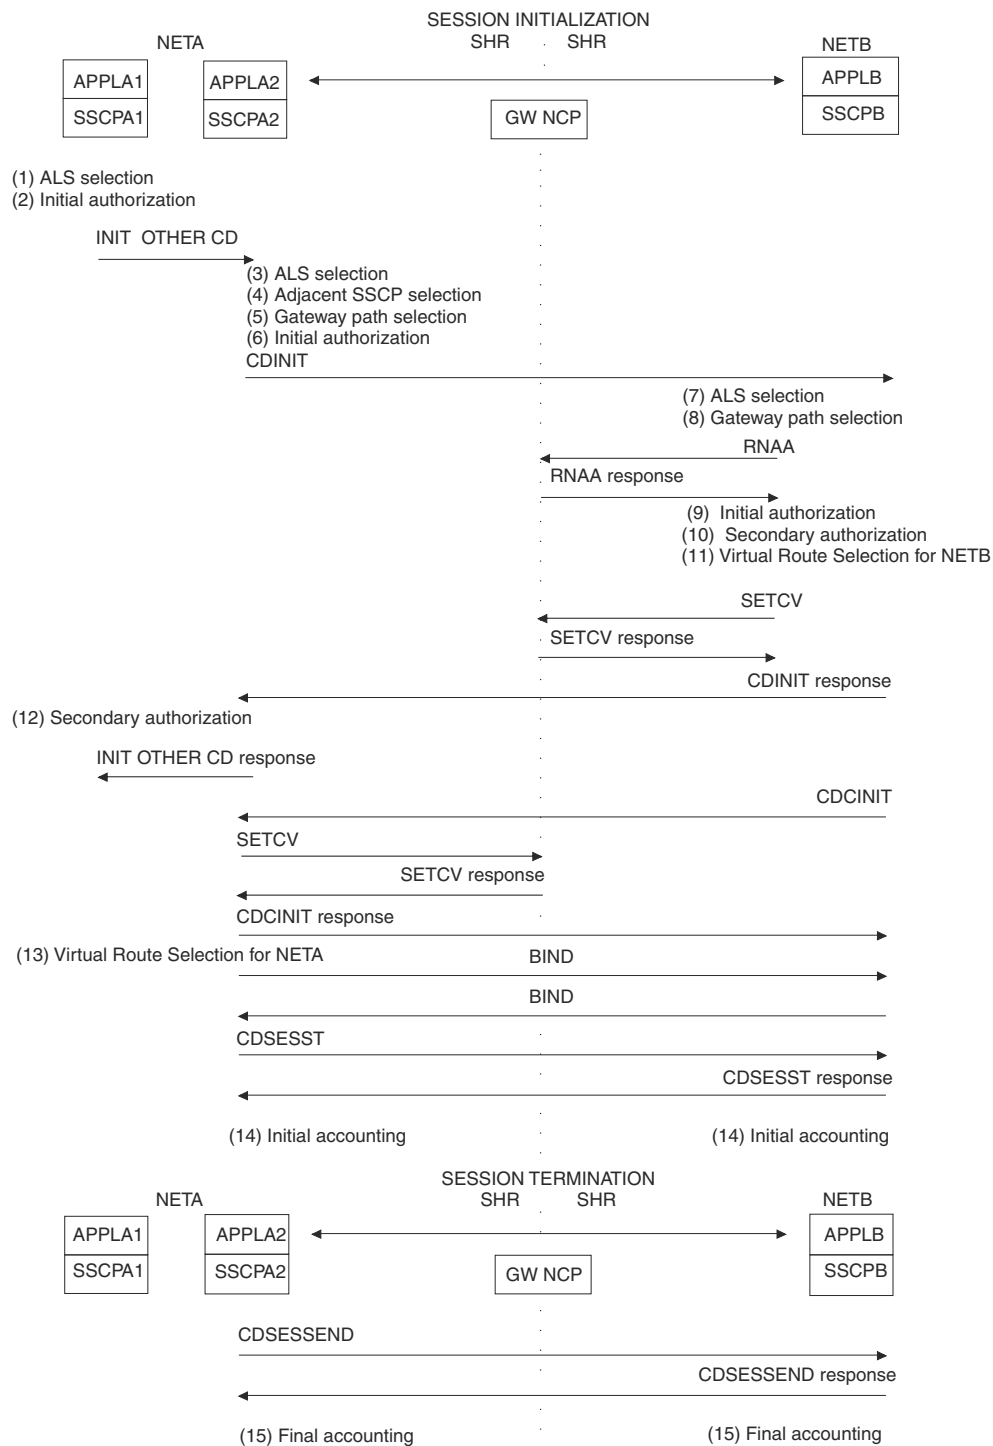 SESSION INITIALIZATION
NETA SHR SHR NETB
APPLA1 APPLA2 APPLB
SSCPA1 SSCPA2 GW NCP SSCPB
(1) ALS selection
(2) Initial authorization
INIT OTHER CD
(3) ALS selection
(4) Adjacent SSCP selection
(5) Gateway path selection
(6) Initial authorization
CDINIT
(7) ALS selection
(8) Gateway path selection
RNAA
RNAA response
(9) Initial authorization
(10) Secondary authorization
(11) Virtual Route Selection for NETB
SETCV
SETCV response
CDINIT response
(12) Secondary authorization
INIT OTHER CD response
CDCINIT
SETCV
SETCV response
CDCINIT response
(13) Virtual Route Selection for NETA BIND
BIND
CDSESST
CDSESST response
(14) Initial accounting (14) Initial accounting
SESSION TERMINATION
NETA SHR SHR NETB
APPLA1 APPLA2 APPLB
SSCPA1 SSCPA2 GW NCP SSCPB
CDSESSEND
CDSESSEND response
(15) Final accounting (15) Final accounting